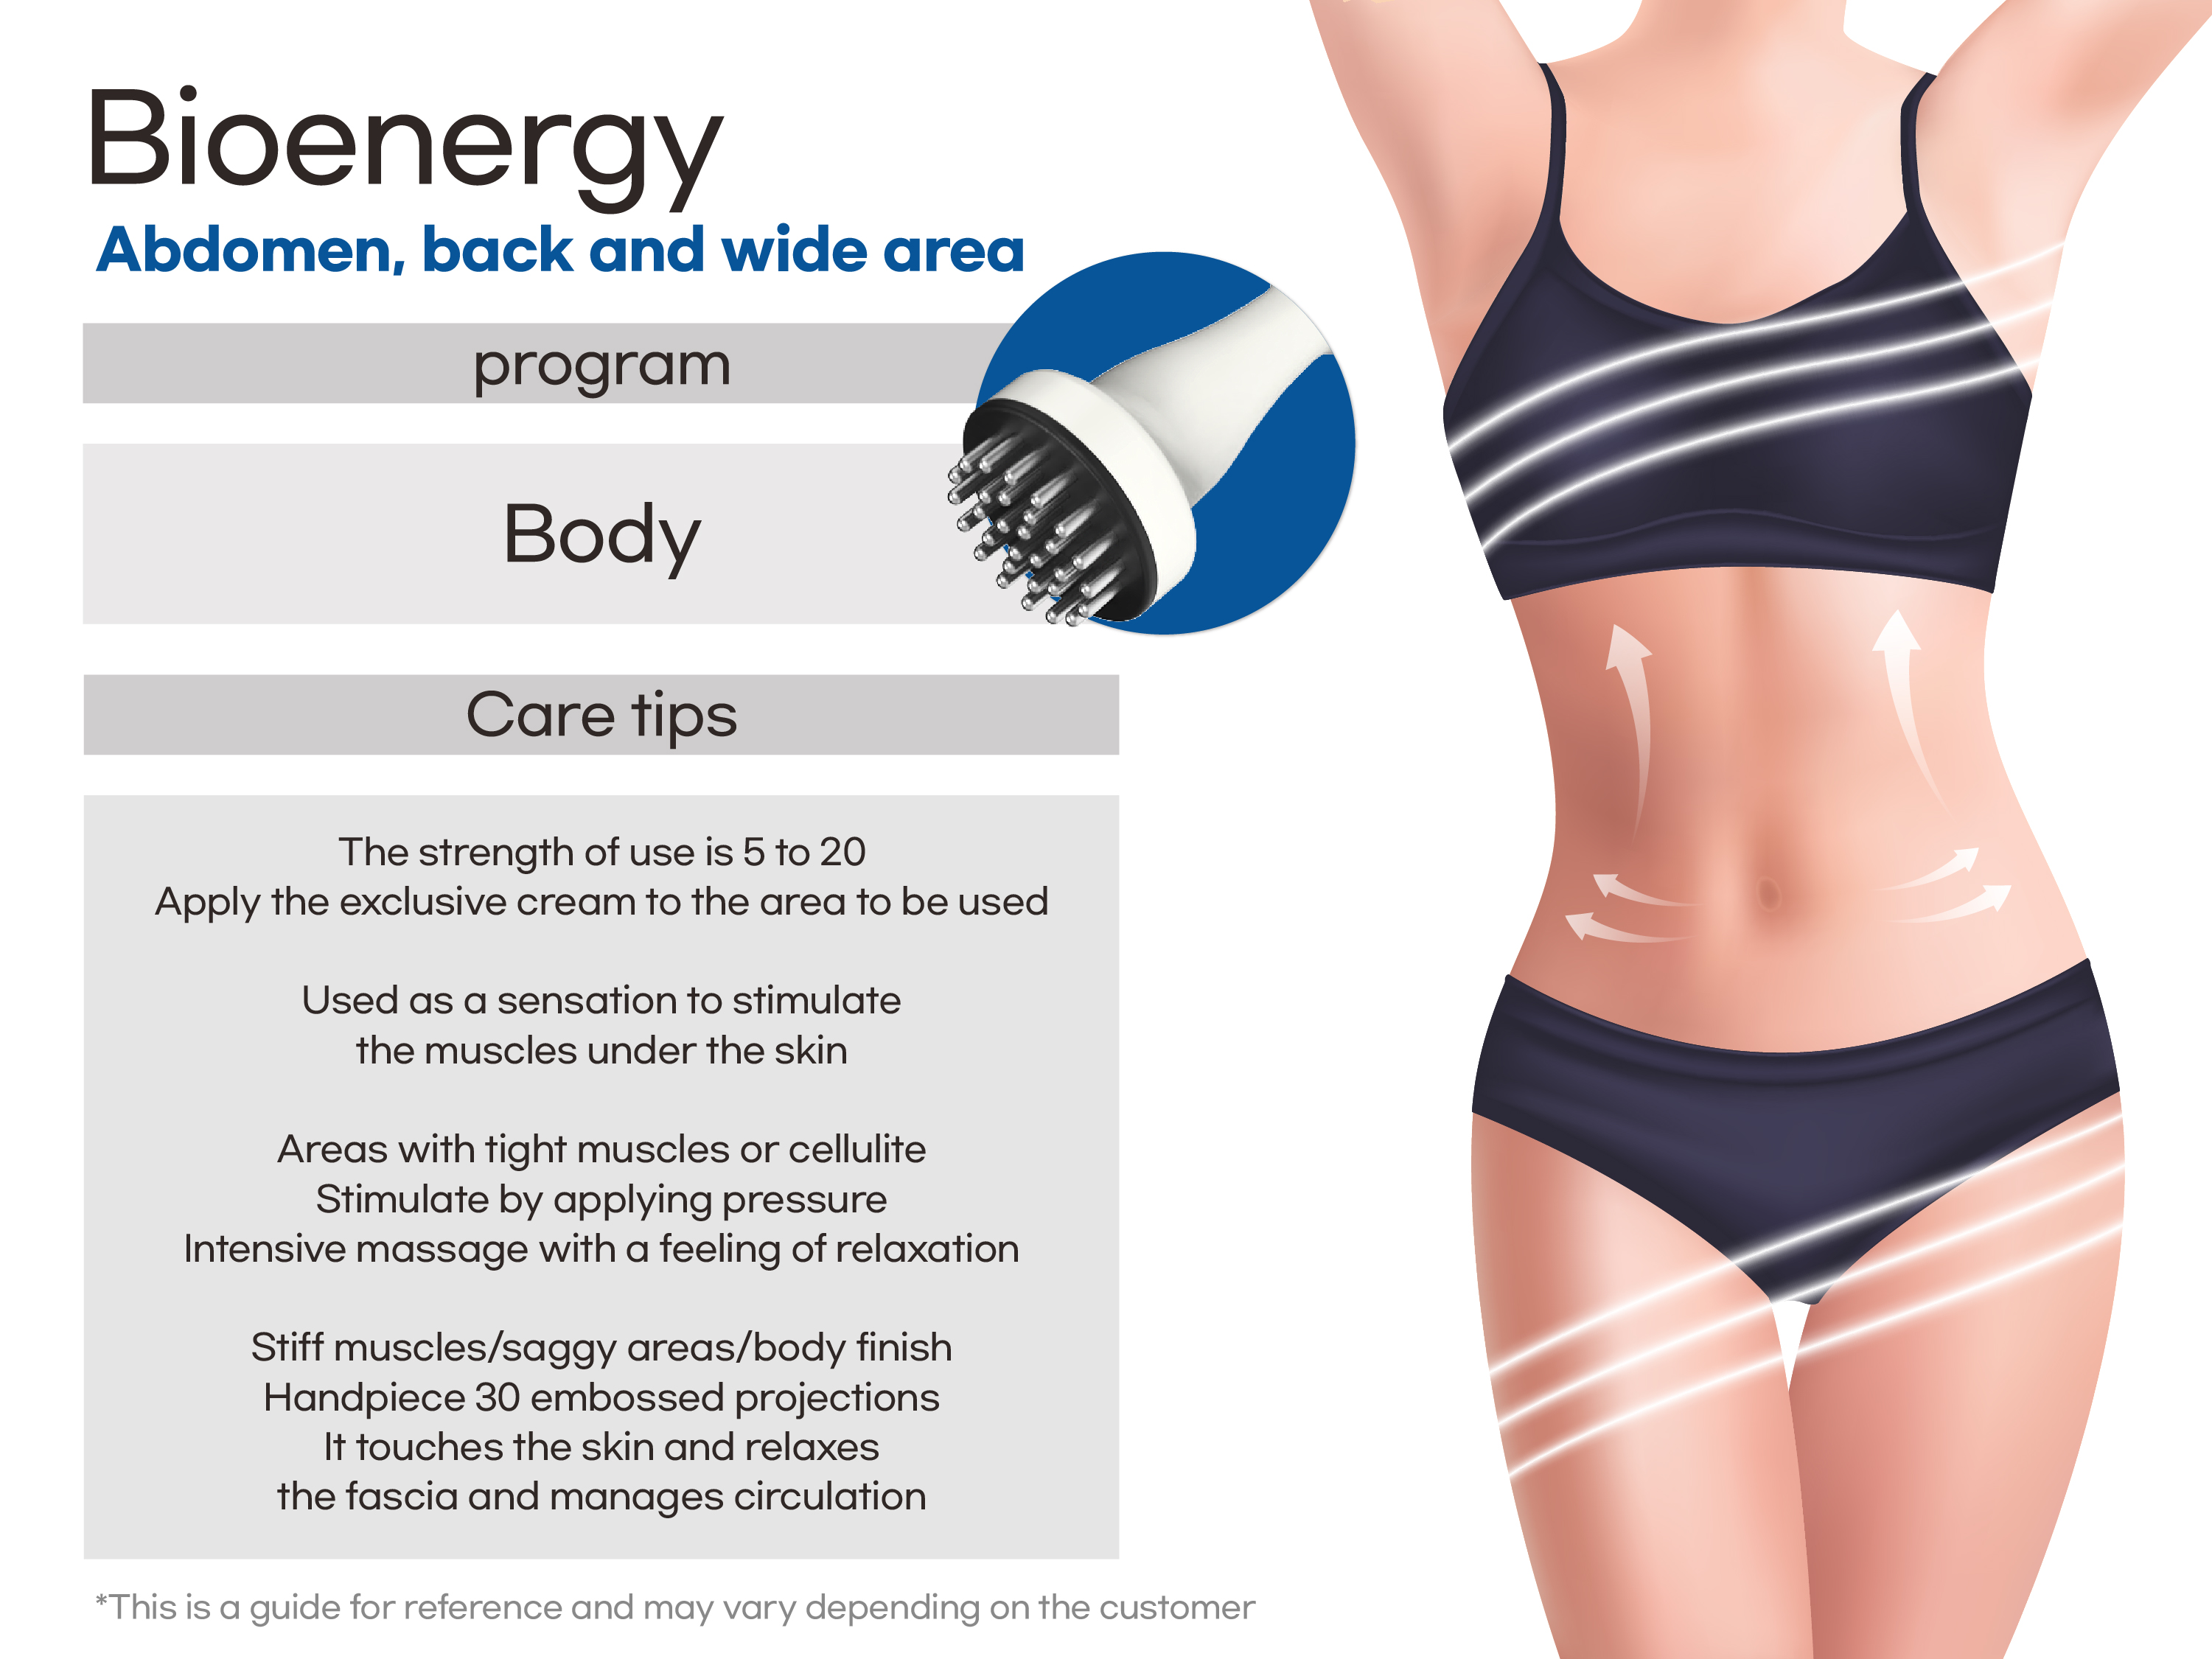 Bioenergy
Abdomen, back and wide area
program
Body
Care tips
The strength of use is 5 to 20
Apply the exclusive cream to the area to be used
Used as a sensation to stimulate
the muscles under the skin
Areas with tight muscles or cellulite
Stimulate by applying pressure
Intensive massage with a feeling of relaxation
Stiff muscles/saggy areas/body finish
Handpiece 30 embossed projections
It touches the skin and relaxes
the fascia and manages circulation
*This is a guide for reference and may vary depending on the customer